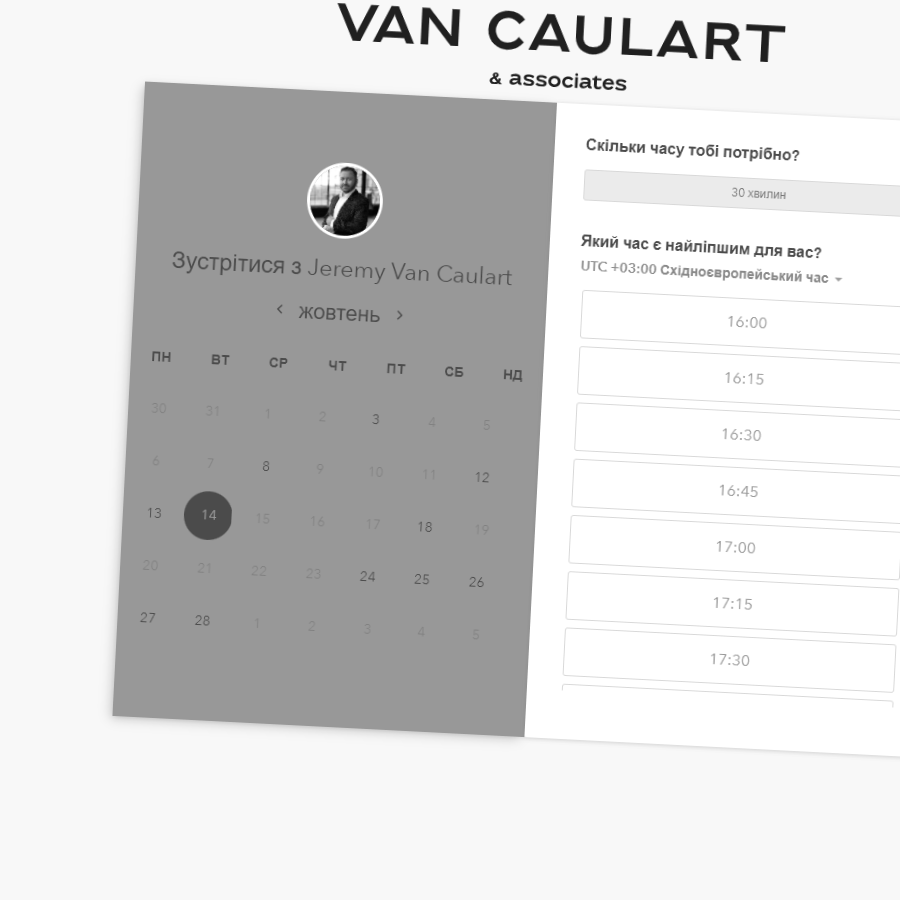 VAN CAULART
& associates
Зустрітися з Jeremy Van Caulart
‹ жовтень ›
ПН ВТ СР ЧТ ПТ СБ НД
30 31 1 2 3 4 5
6 7 8 9 10 11 12
13 14 15 16 17 18 19
20 21 22 23 24 25 26
27 28 1 2 3 4 5
Скільки часу тобі потрібно?
30 хвилин
Який час є найліпшим для вас?
UTC +03:00 Східноєвропейський час
16:00
16:15
16:30
16:45
17:00
17:15
17:30